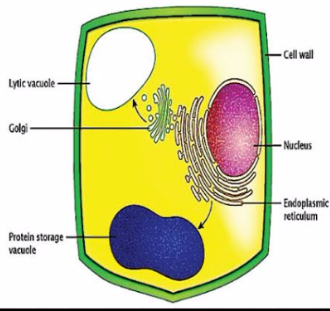 Cell wall
Lytic vacuole
Golgi
Nucleus
Endoplasmic
reticulum
Protein storage
vacuole